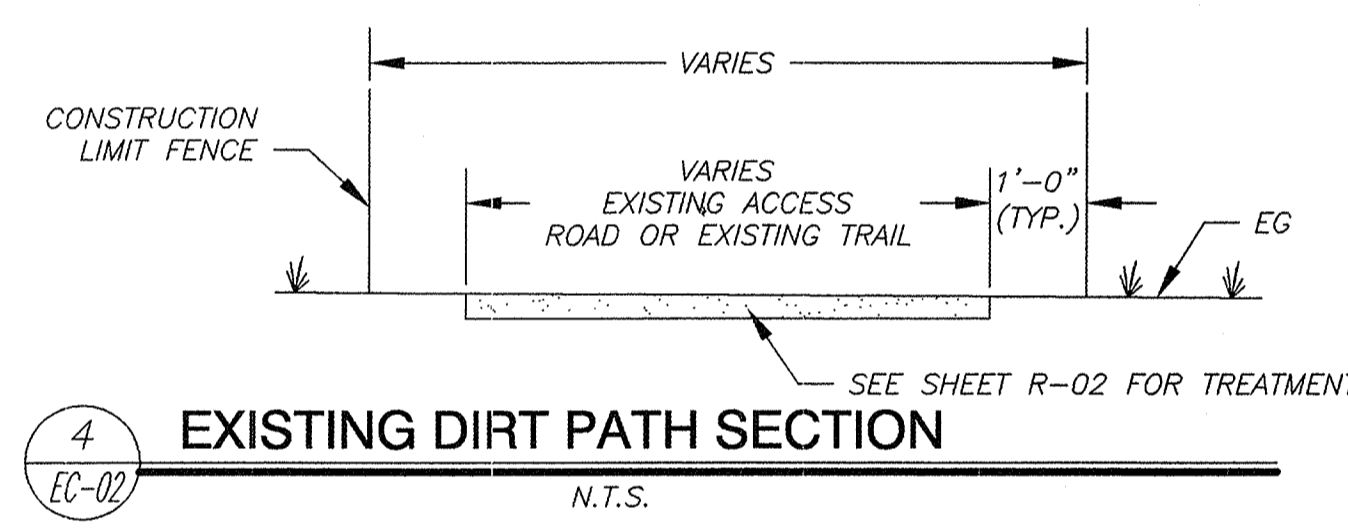 VARIES
CONSTRUCTION
LIMIT FENCE
VARIES
EXISTING ACCESS
ROAD OR EXISTING TRAIL
1'-0"
(TYP.)
EG
SEE SHEET R-02 FOR TREATMENT
4
EC-02
EXISTING DIRT PATH SECTION
N.T.S.